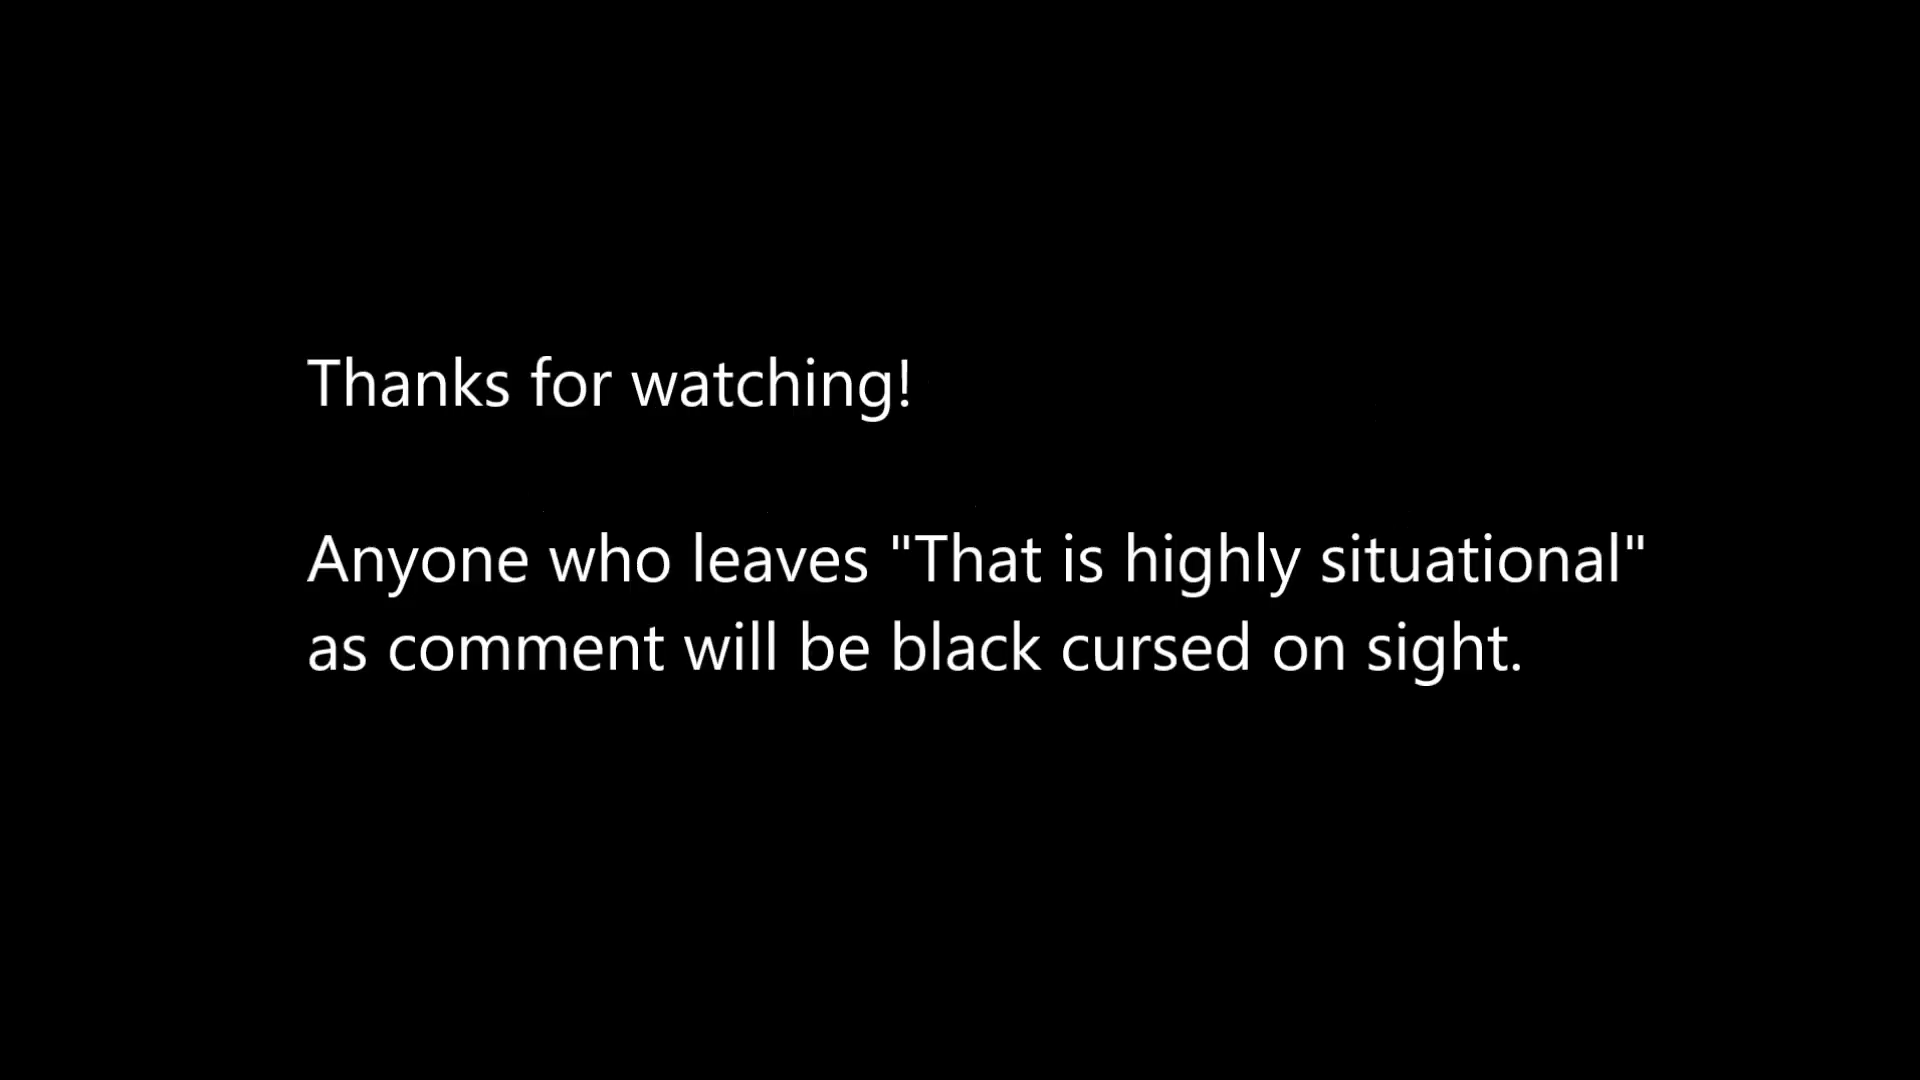 Thanks for watching!
Anyone who leaves "That is highly situational"
as comment will be black cursed on sight.